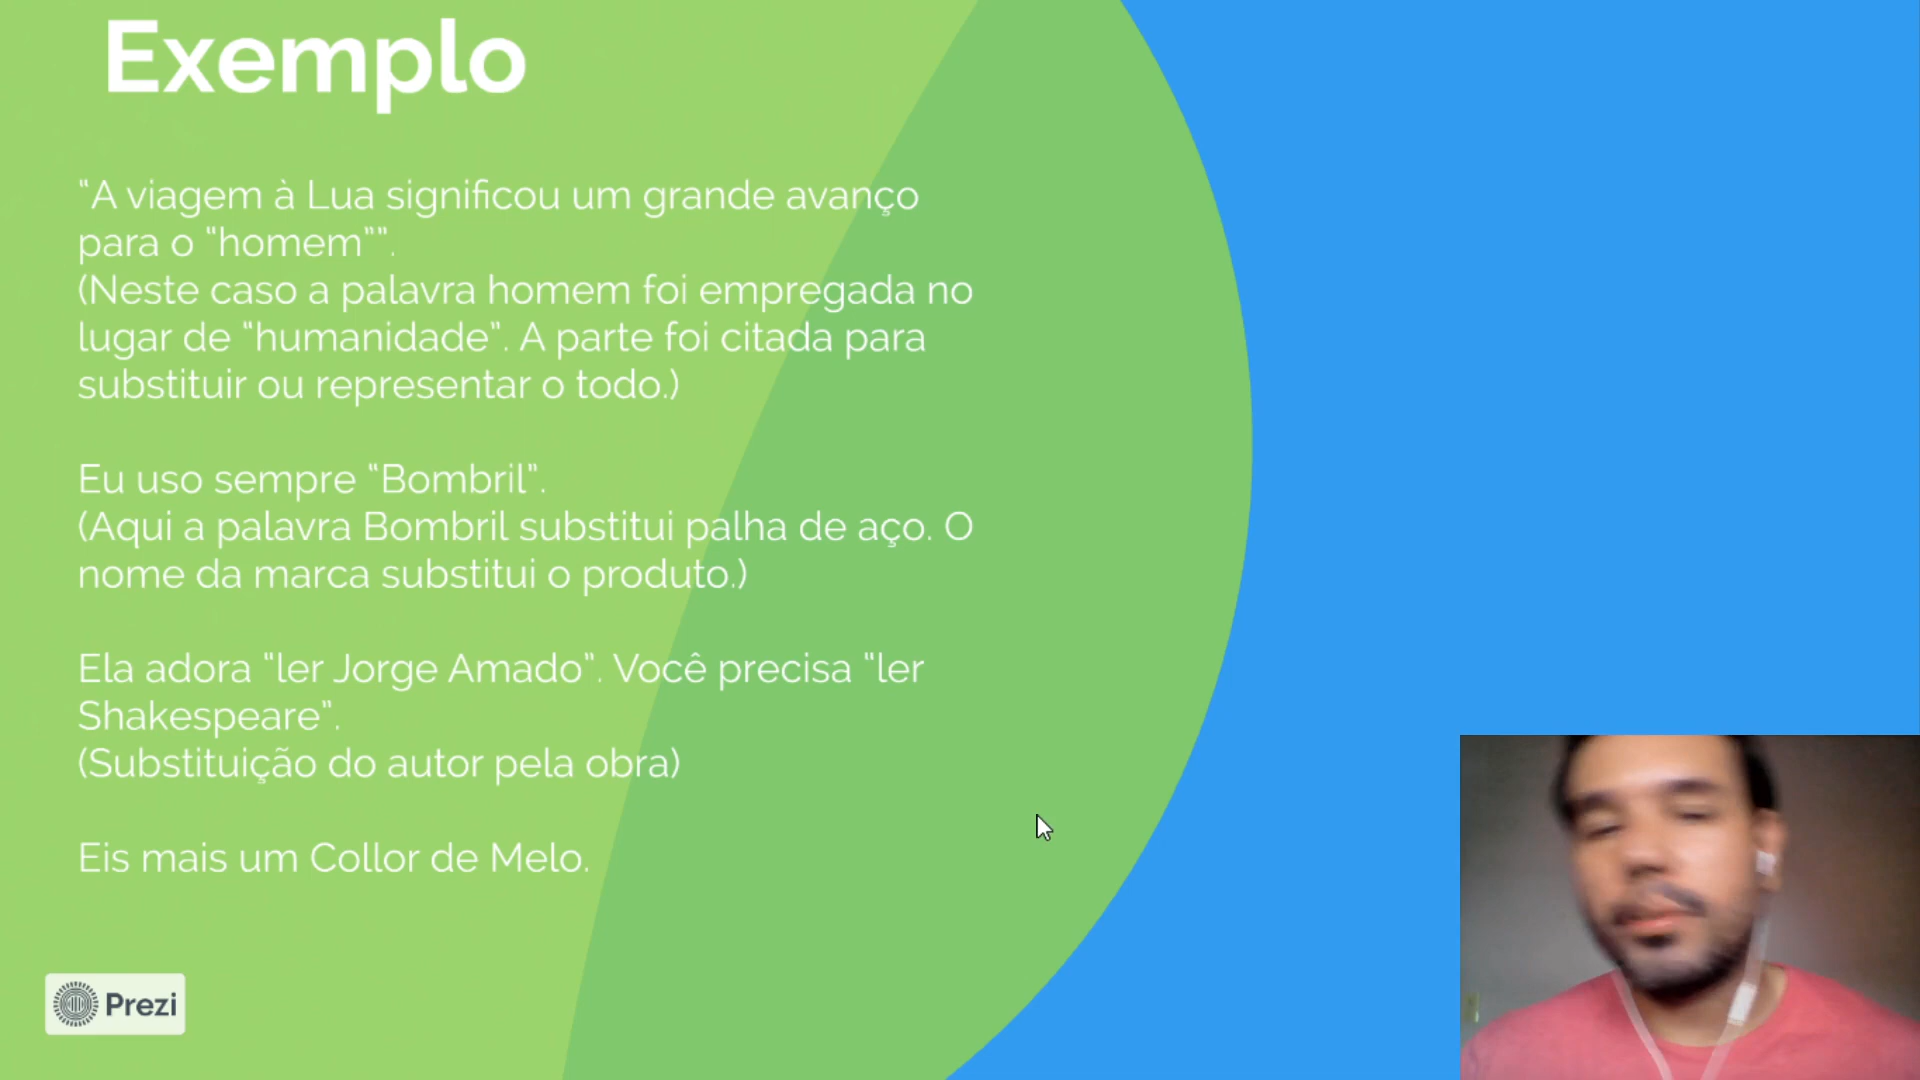 Exemplo
“A viagem à Lua significou um grande avanço
para o “homem””.
(Neste caso a palavra homem foi empregada no
lugar de “humanidade”. A parte foi citada para
substituir ou representar o todo.)
Eu uso sempre “Bombril”.
(Aqui a palavra Bombril substitui palha de aço. O
nome da marca substitui o produto.)
Ela adora “ler Jorge Amado”. Você precisa “ler
Shakespeare”.
(Substituição do autor pela obra)
Eis mais um Collor de Melo.
Prezi